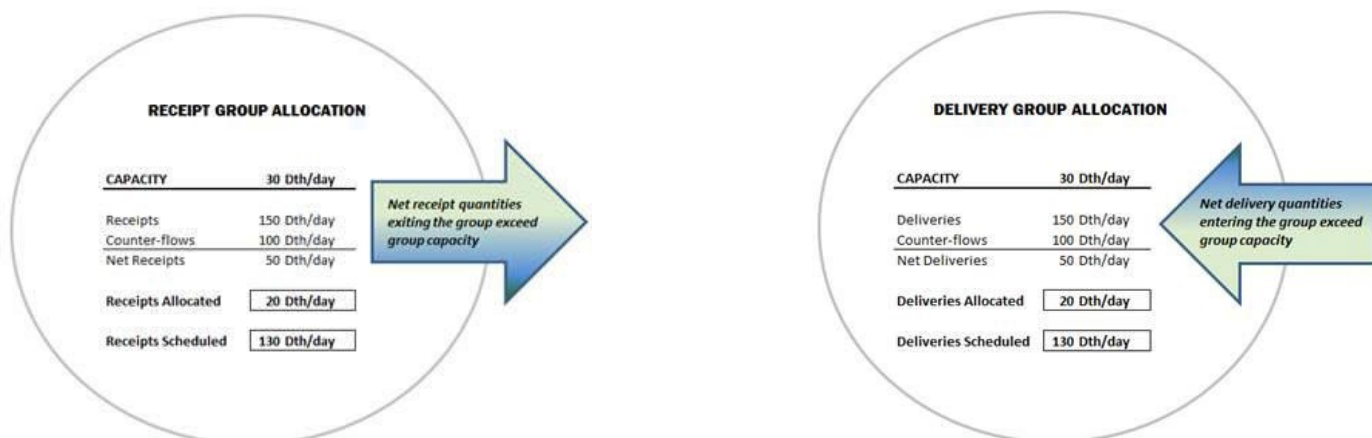 RECEIPT GROUP ALLOCATION
CAPACITY 30 Dth/day
Receipts 150 Dth/day
Counter-flows 100 Dth/day
Net Receipts 50 Dth/day
Receipts Allocated 20 Dth/day
Receipts Scheduled 130 Dth/day
Net receipt quantities
exiting the group exceed
group capacity
DELIVERY GROUP ALLOCATION
CAPACITY 30 Dth/day
Deliveries 150 Dth/day
Counter-flows 100 Dth/day
Net Deliveries 50 Dth/day
Deliveries Allocated 20 Dth/day
Deliveries Scheduled 130 Dth/day
Net delivery quantities
entering the group exceed
group capacity